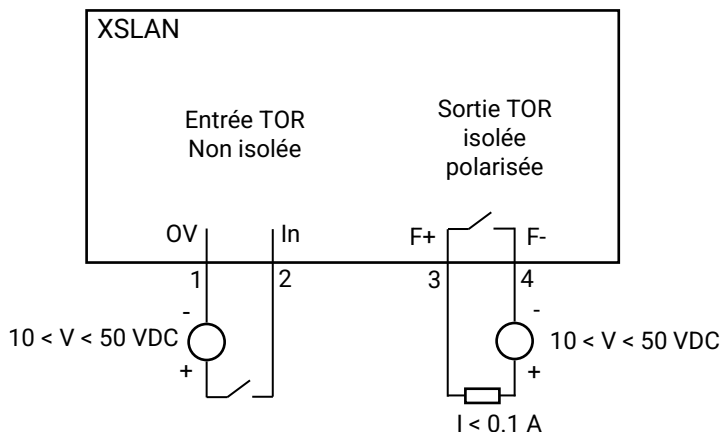 XSLAN
Entrée TOR
Non isolée
Sortie TOR
isolée
polarisée
OV
In
F+
F-
1
2
3
4
-
10 < V < 50 VDC
+
-
10 < V < 50 VDC
+
I < 0.1 A